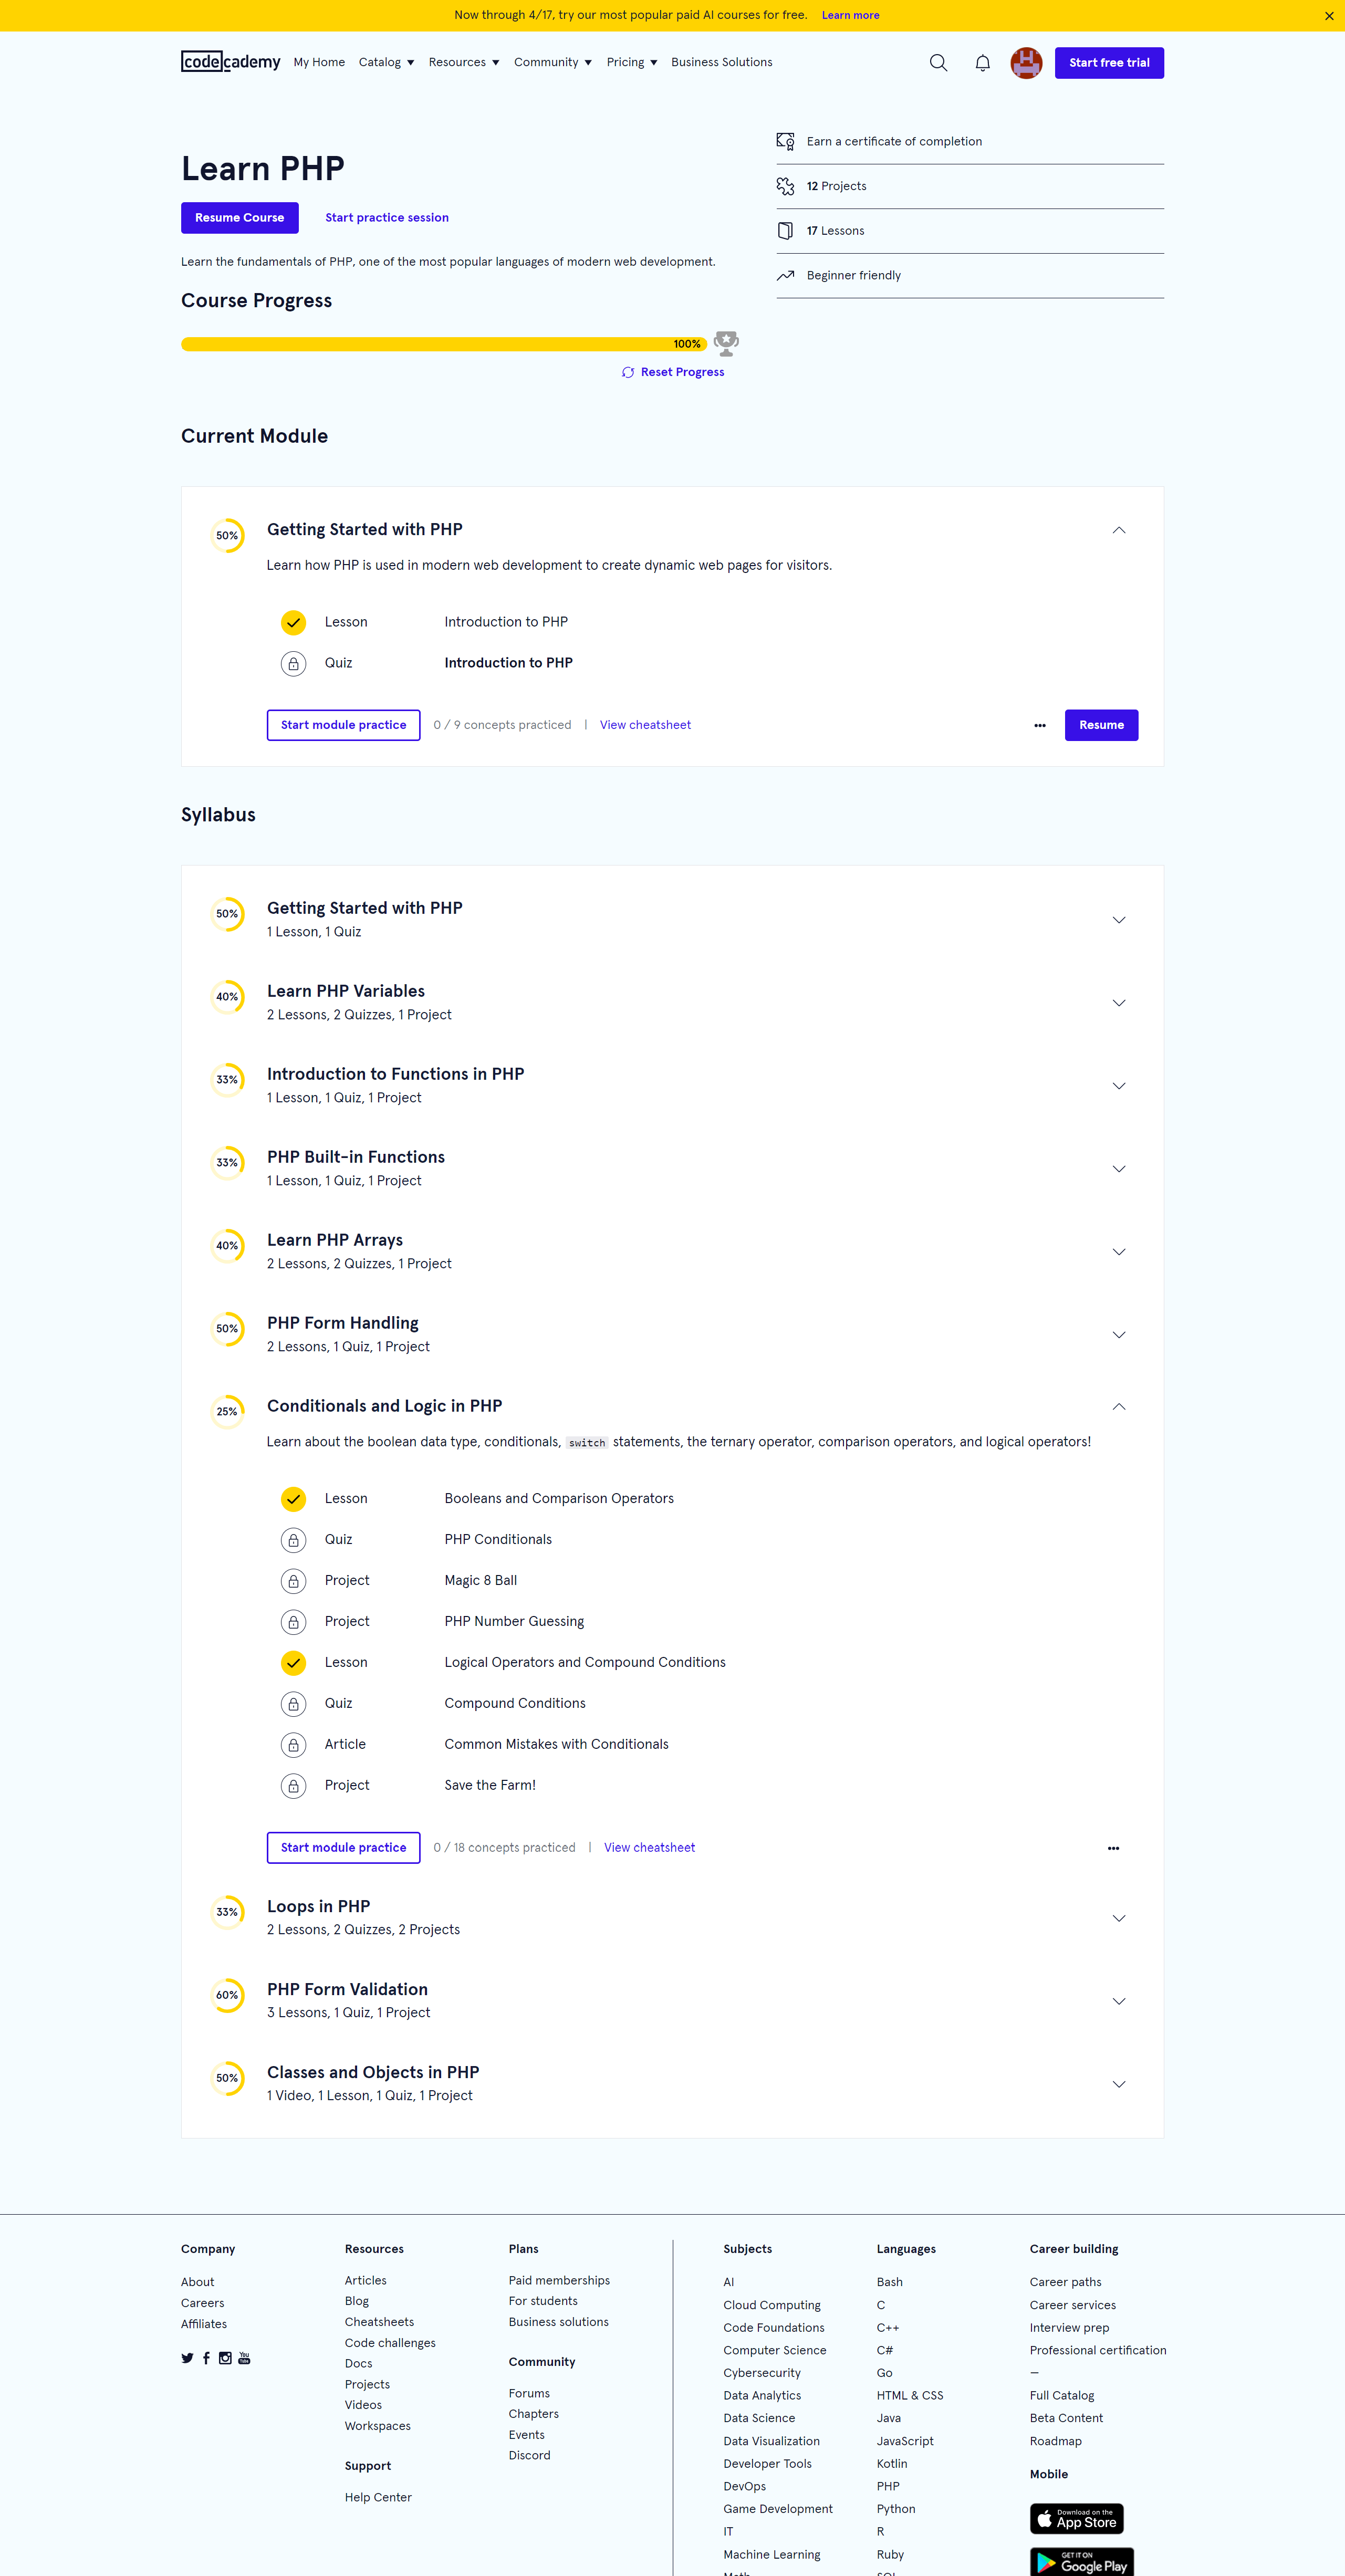 Now through 4/17, try our most popular paid AI courses for free. Learn more
codecademy My Home Catalog Resources Community Pricing Business Solutions Start free trial
Learn PHP
Resume Course Start practice session
Learn the fundamentals of PHP, one of the most popular languages of modern web development.
Earn a certificate of completion
12 Projects
17 Lessons
Beginner friendly
Course Progress
100%
Reset Progress
Current Module
50% Getting Started with PHP
Learn how PHP is used in modern web development to create dynamic web pages for visitors.
Lesson Introduction to PHP
Quiz Introduction to PHP
Start module practice 0 / 9 concepts practiced | View cheatsheet ••• Resume
Syllabus
50% Getting Started with PHP
1 Lesson, 1 Quiz
40% Learn PHP Variables
2 Lessons, 2 Quizzes, 1 Project
33% Introduction to Functions in PHP
1 Lesson, 1 Quiz, 1 Project
33% PHP Built-in Functions
1 Lesson, 1 Quiz, 1 Project
40% Learn PHP Arrays
2 Lessons, 2 Quizzes, 1 Project
50% PHP Form Handling
2 Lessons, 1 Quiz, 1 Project
25% Conditionals and Logic in PHP
Learn about the boolean data type, conditionals, switch statements, the ternary operator, comparison operators, and logical operators!
Lesson Booleans and Comparison Operators
Quiz PHP Conditionals
Project Magic 8 Ball
Project PHP Number Guessing
Lesson Logical Operators and Compound Conditions
Quiz Compound Conditions
Article Common Mistakes with Conditionals
Project Save the Farm!
Start module practice 0 / 18 concepts practiced | View cheatsheet •••
33% Loops in PHP
2 Lessons, 2 Quizzes, 2 Projects
60% PHP Form Validation
3 Lessons, 1 Quiz, 1 Project
50% Classes and Objects in PHP
1 Video, 1 Lesson, 1 Quiz, 1 Project
Company
About
Careers
Affiliates
You Tube
Resources
Articles
Blog
Cheatsheets
Code challenges
Docs
Projects
Videos
Workspaces
Support
Help Center
Plans
Paid memberships
For students
Business solutions
Community
Forums
Chapters
Events
Discord
Subjects
AI
Cloud Computing
Code Foundations
Computer Science
Cybersecurity
Data Analytics
Data Science
Data Visualization
Developer Tools
DevOps
Game Development
IT
Machine Learning
Math
Languages
Bash
C
C++
C#
Go
HTML & CSS
Java
JavaScript
Kotlin
PHP
Python
R
Ruby
SQL
Career building
Career paths
Career services
Interview prep
Professional certification
—
Full Catalog
Beta Content
Roadmap
Mobile
Download on the
App Store
GET IT ON
Google Play